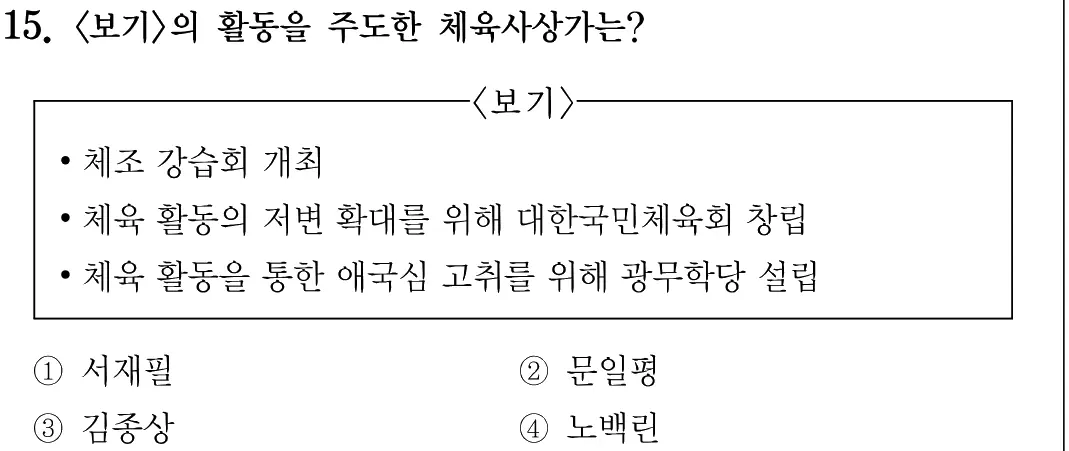 15. 〈보기〉의 활동을 주도한 체육사상가는?
〈보기〉
• 체조 강습회 개최
• 체육 활동의 저변 확대를 위해 대한국민체육회 창립
• 체육 활동을 통한 애국심 고취를 위해 광무학당 설립
① 서재필 ② 문일평
③ 김종상 ④ 노백린